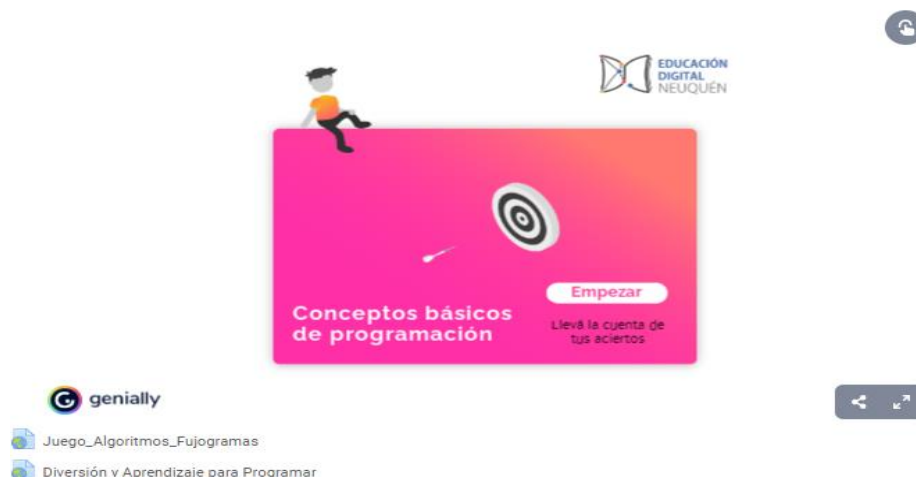 EDUCACIÓN
DIGITAL
NEUQUÉN
Empezar
Conceptos básicos
de programación
Llevá la cuenta de
tus aciertos
genially
Juego_Algoritmos_Fujogramas
Diversión y Aprendizaje para Programar